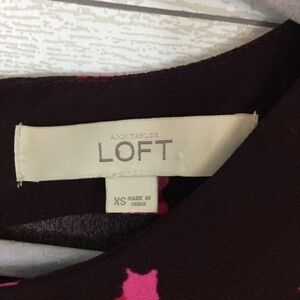 ANN TAYLOR
LOFT
XS MADE IN
INDIA